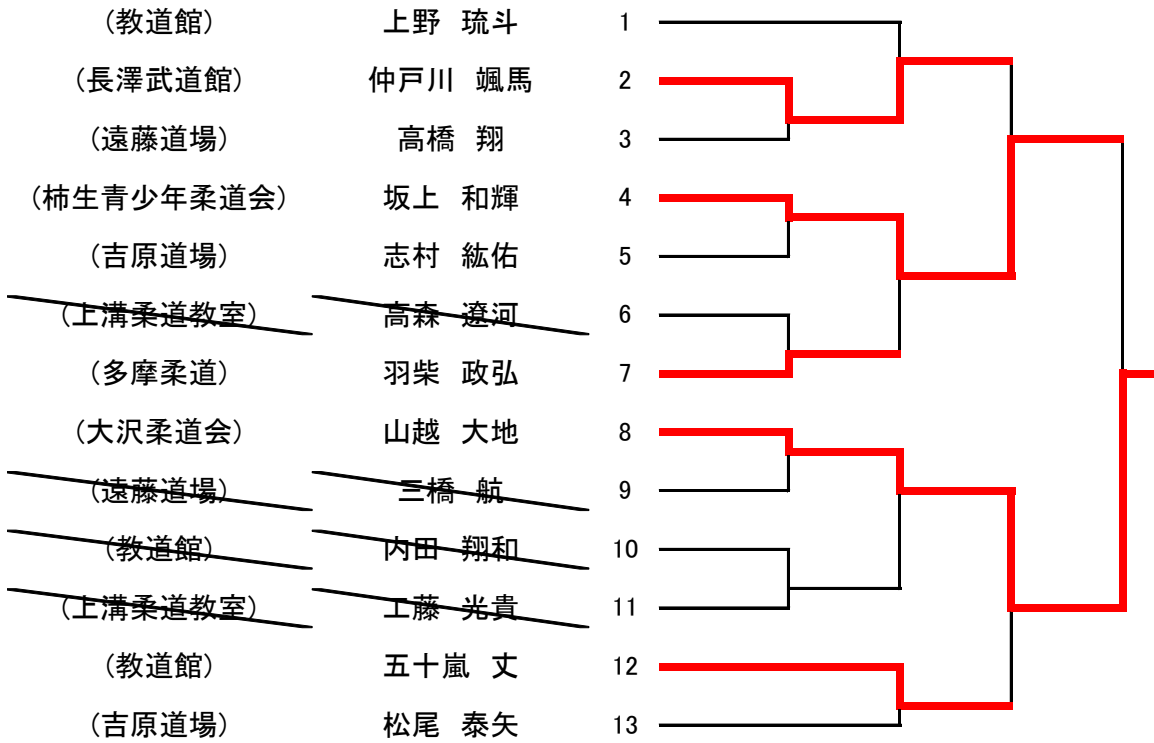 (教道館) 上野 琉斗 1
(長澤武道館) 仲戸川 颯馬 2
(遠藤道場) 高橋 翔 3
(柿生青少年柔道会) 坂上 和輝 4
(吉原道場) 志村 紘佑 5
(上溝柔道教室) 高森 遼河 6
(多摩柔道) 羽柴 政弘 7
(大沢柔道会) 山越 大地 8
(遠藤道場) 三橋 航 9
(教道館) 内田 翔和 10
(上溝柔道教室) 工藤 光貴 11
(教道館) 五十嵐 丈 12
(吉原道場) 松尾 泰矢 13